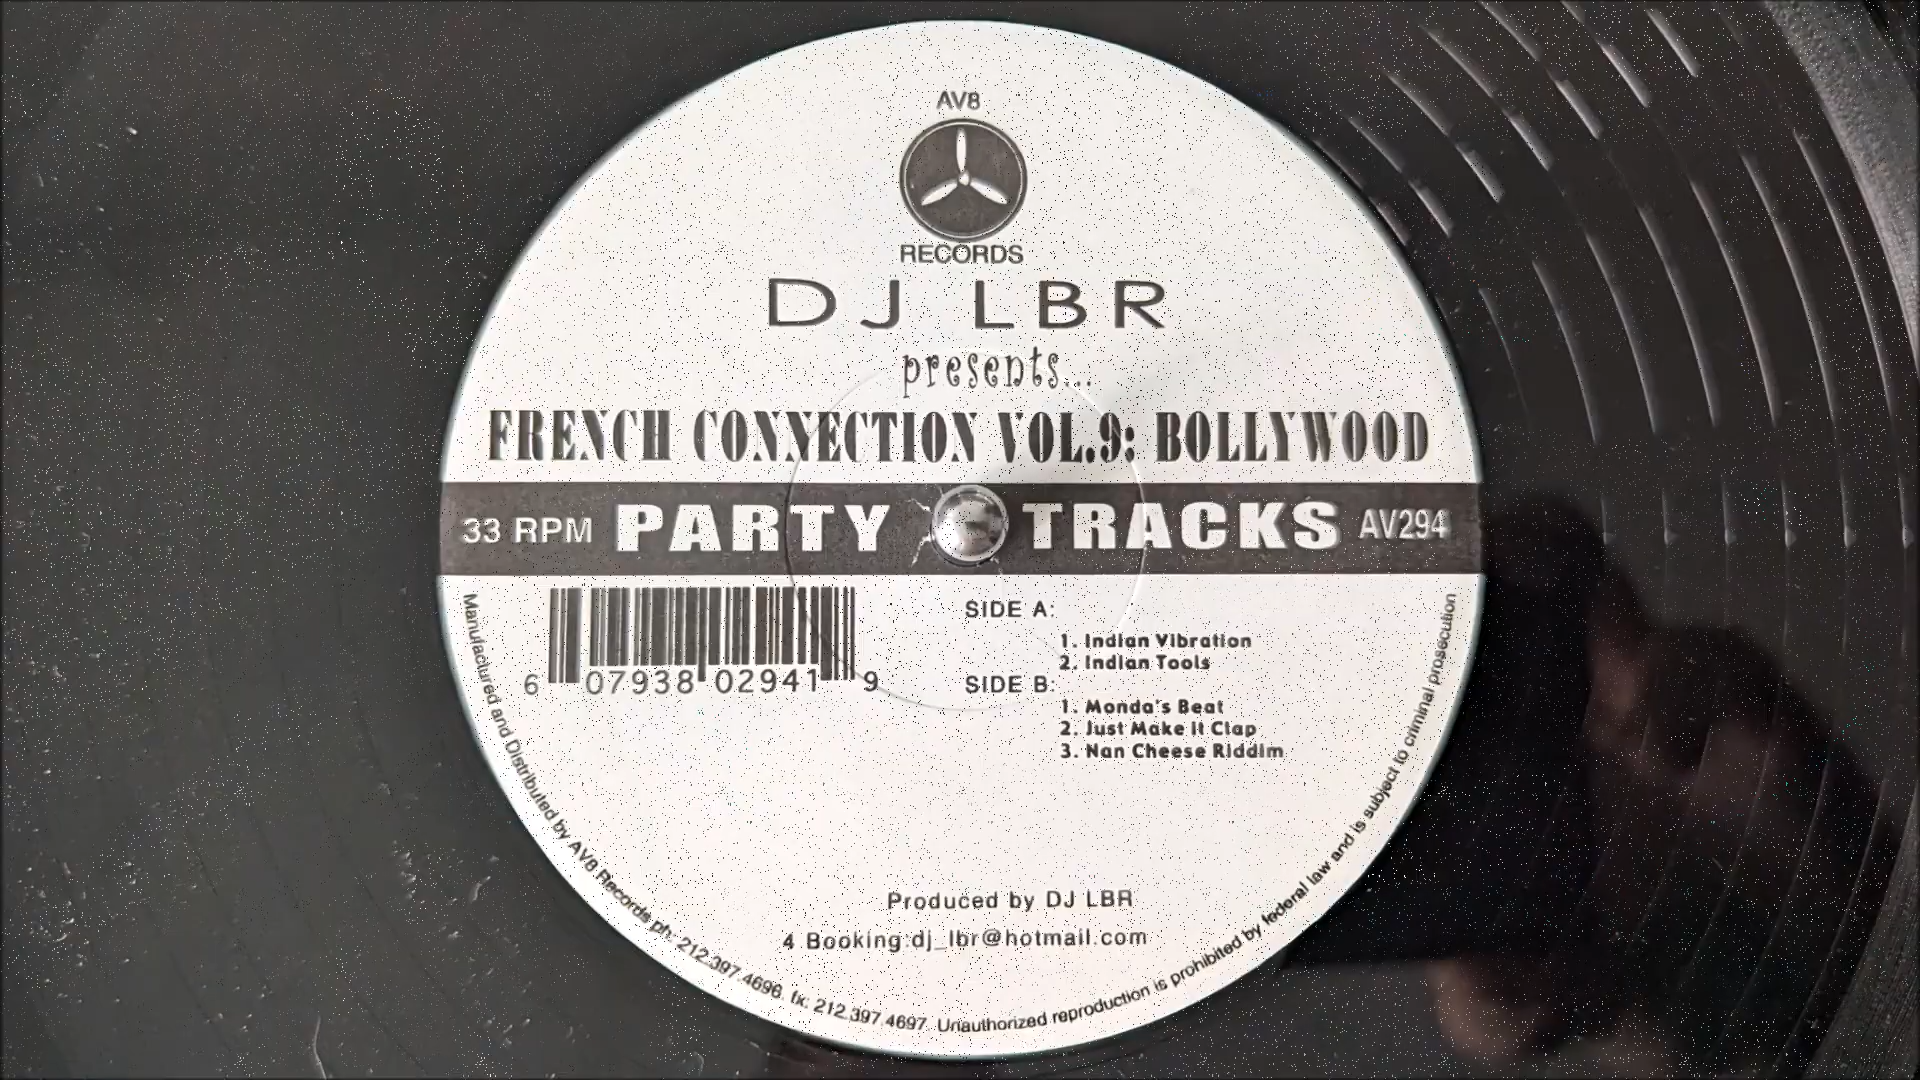 AV8
RECORDS
DJ LBR
presents...
FRENCH CONNECTION VOL.9: BOLLYWOOD
33 RPM PARTY TRACKS AV294
6 07938 02941 9
SIDE A:
1. Indian Vibration
2. Indian Tools
SIDE B:
1. Monda's Beat
2. Just Make It Clap
3. Nan Cheese Riddim
Produced by DJ LBR
4 Booking:dj_lbr@hotmail.com
Manufactured and Distributed by AV8 Records ph: 212.397.4696. fx: 212.397.4697. Unauthorized reproduction is prohibited by federal law and is subject to criminal prosecution